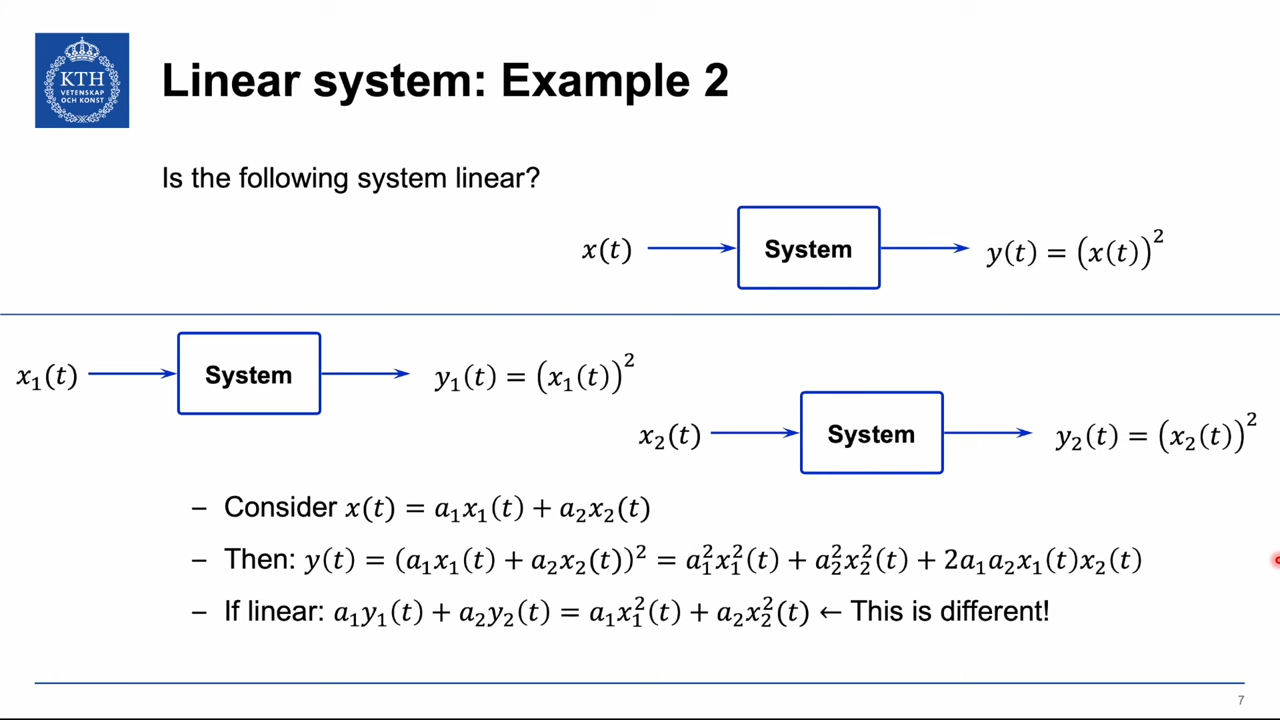 KTH
VETENSKAP
OCH KONST
Linear system: Example 2
Is the following system linear?
x(t) System y(t) = (x(t))²
x₁(t) System y₁(t) = (x₁(t))²
x₂(t) System y₂(t) = (x₂(t))²
– Consider x(t) = a₁x₁(t) + a₂x₂(t)
– Then: y(t) = (a₁x₁(t) + a₂x₂(t))² = a₁²x₁²(t) + a₂²x₂²(t) + 2a₁a₂x₁(t)x₂(t)
– If linear: a₁y₁(t) + a₂y₂(t) = a₁x₁²(t) + a₂x₂²(t) ← This is different!
7